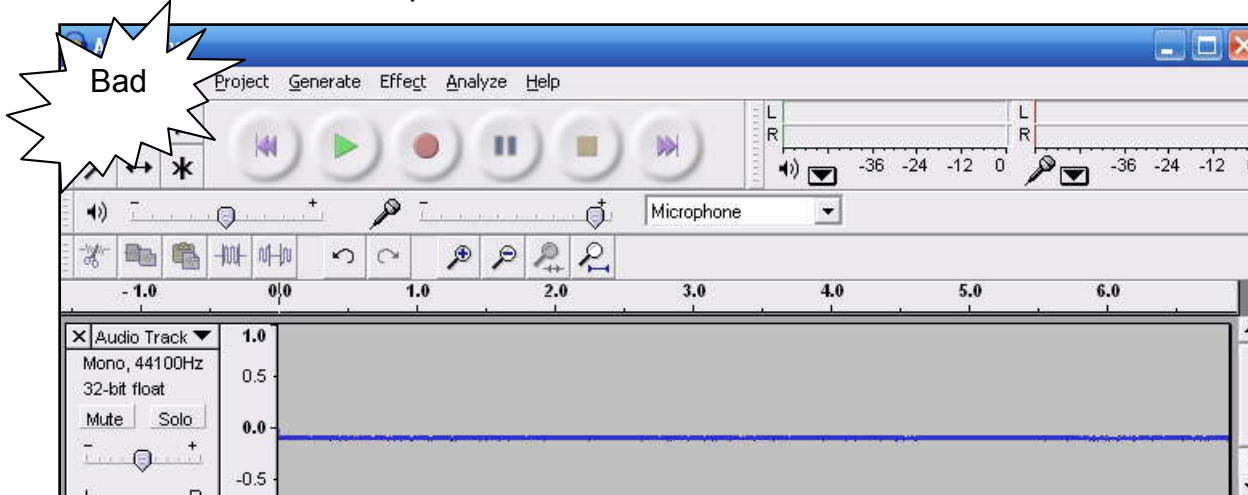 Bad
Project Generate Effect Analyze Help
L L
R R
-36 -24 -12 0 -36 -24 -12
Microphone
- 1.0 0,0 1.0 2.0 3.0 4.0 5.0 6.0
Audio Track 1.0
Mono, 44100Hz
32-bit float 0.5
Mute Solo 0.0
- +
-0.5